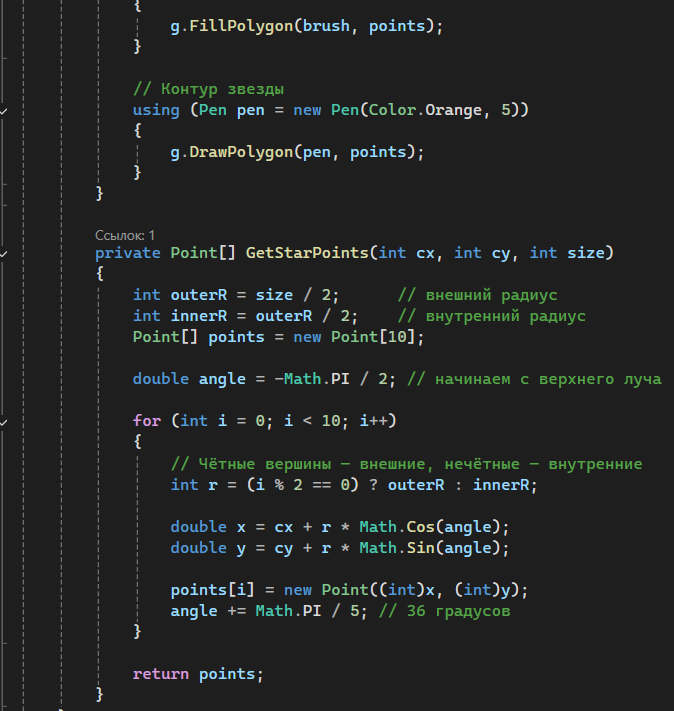 {
g.FillPolygon(brush, points);
}
// Контур звезды
using (Pen pen = new Pen(Color.Orange, 5))
{
g.DrawPolygon(pen, points);
}
}
Ссылок: 1
private Point[] GetStarPoints(int cx, int cy, int size)
{
int outerR = size / 2;      // внешний радиус
int innerR = outerR / 2;    // внутренний радиус
Point[] points = new Point[10];
double angle = -Math.PI / 2; // начинаем с верхнего луча
for (int i = 0; i < 10; i++)
{
// Чётные вершины — внешние, нечётные — внутренние
int r = (i % 2 == 0) ? outerR : innerR;
double x = cx + r * Math.Cos(angle);
double y = cy + r * Math.Sin(angle);
points[i] = new Point((int)x, (int)y);
angle += Math.PI / 5; // 36 градусов
}
return points;
}